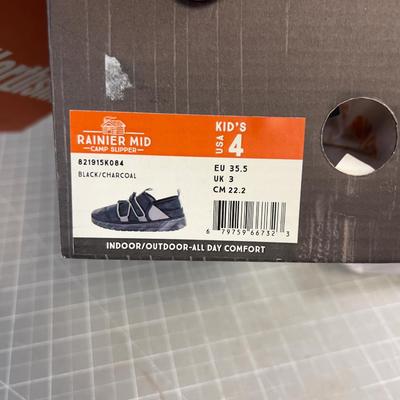 RAINIER MID
CAMP SLIPPER
821915K084
BLACK/CHARCOAL
KID'S
USA 4
EU 35.5
UK 3
CM 22.2
6 79759 66732 3
INDOOR/OUTDOOR-ALL DAY COMFORT